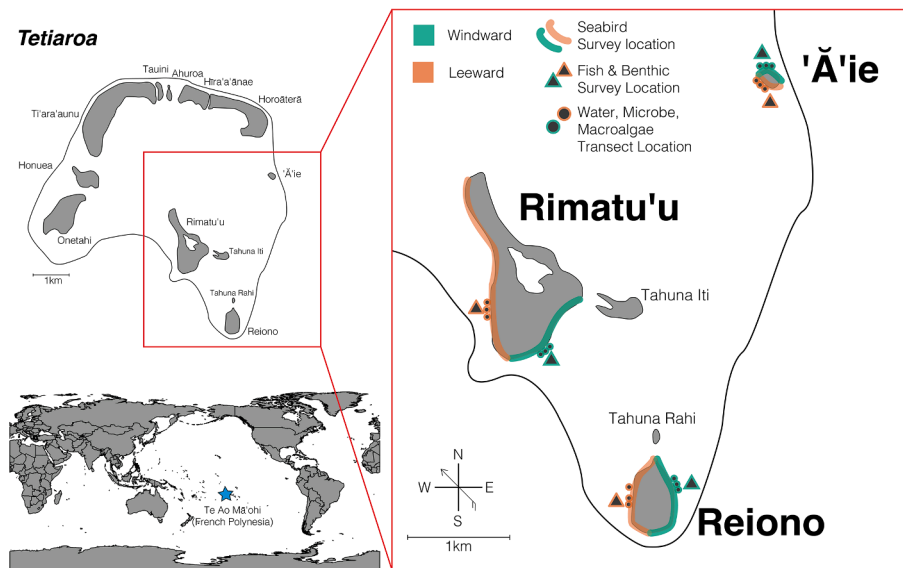 Tetiaroa
Tauini
Ahuroa
Hīra'a'ānae
Horoāterā
Ti'ara'aunu
Honuea
Onetahi
'Ă'ie
Rimatu'u
Tahuna Iti
Tahuna Rahi
Reiono
1km
Te Ao Mā'ohi
(French Polynesia)
Windward
Leeward
Seabird
Survey location
Fish & Benthic
Survey Location
Water, Microbe,
Macroalgae
Transect Location
'Ă'ie
Rimatu'u
Tahuna Iti
Tahuna Rahi
Reiono
N
W
E
S
1km